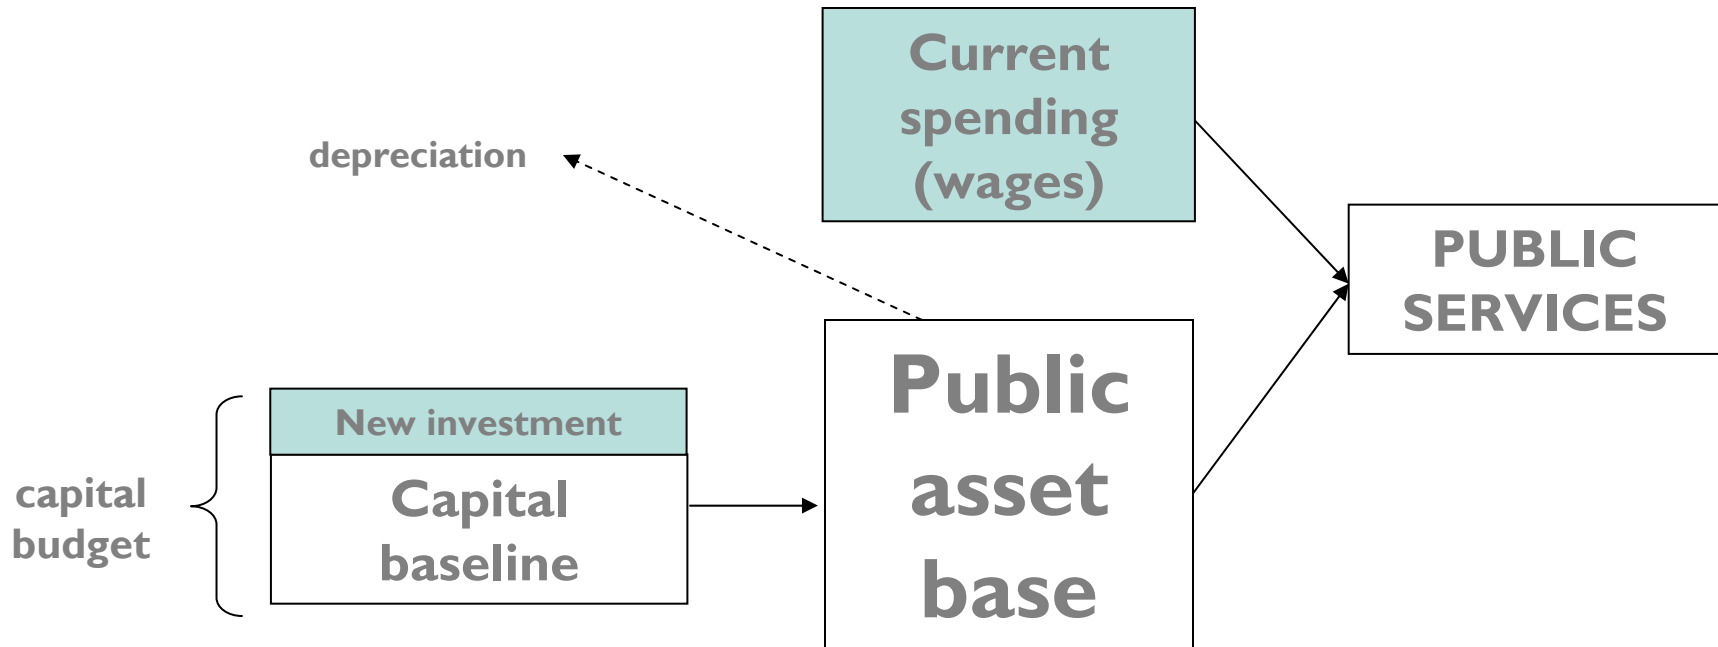 Current
spending
(wages)
depreciation
PUBLIC
SERVICES
New investment
Capital
baseline
capital
budget
Public
asset
base